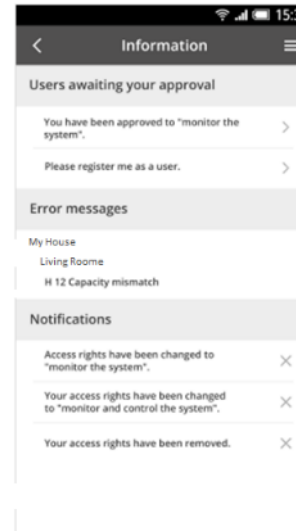 Information
Users awaiting your approval
You have been approved to "monitor the
system".
Please register me as a user.
Error messages
My House
Living Roome
H 12 Capacity mismatch
Notifications
Access rights have been changed to
"monitor the system".
Your access rights have been changed
to "monitor and control the system".
Your access rights have been removed.